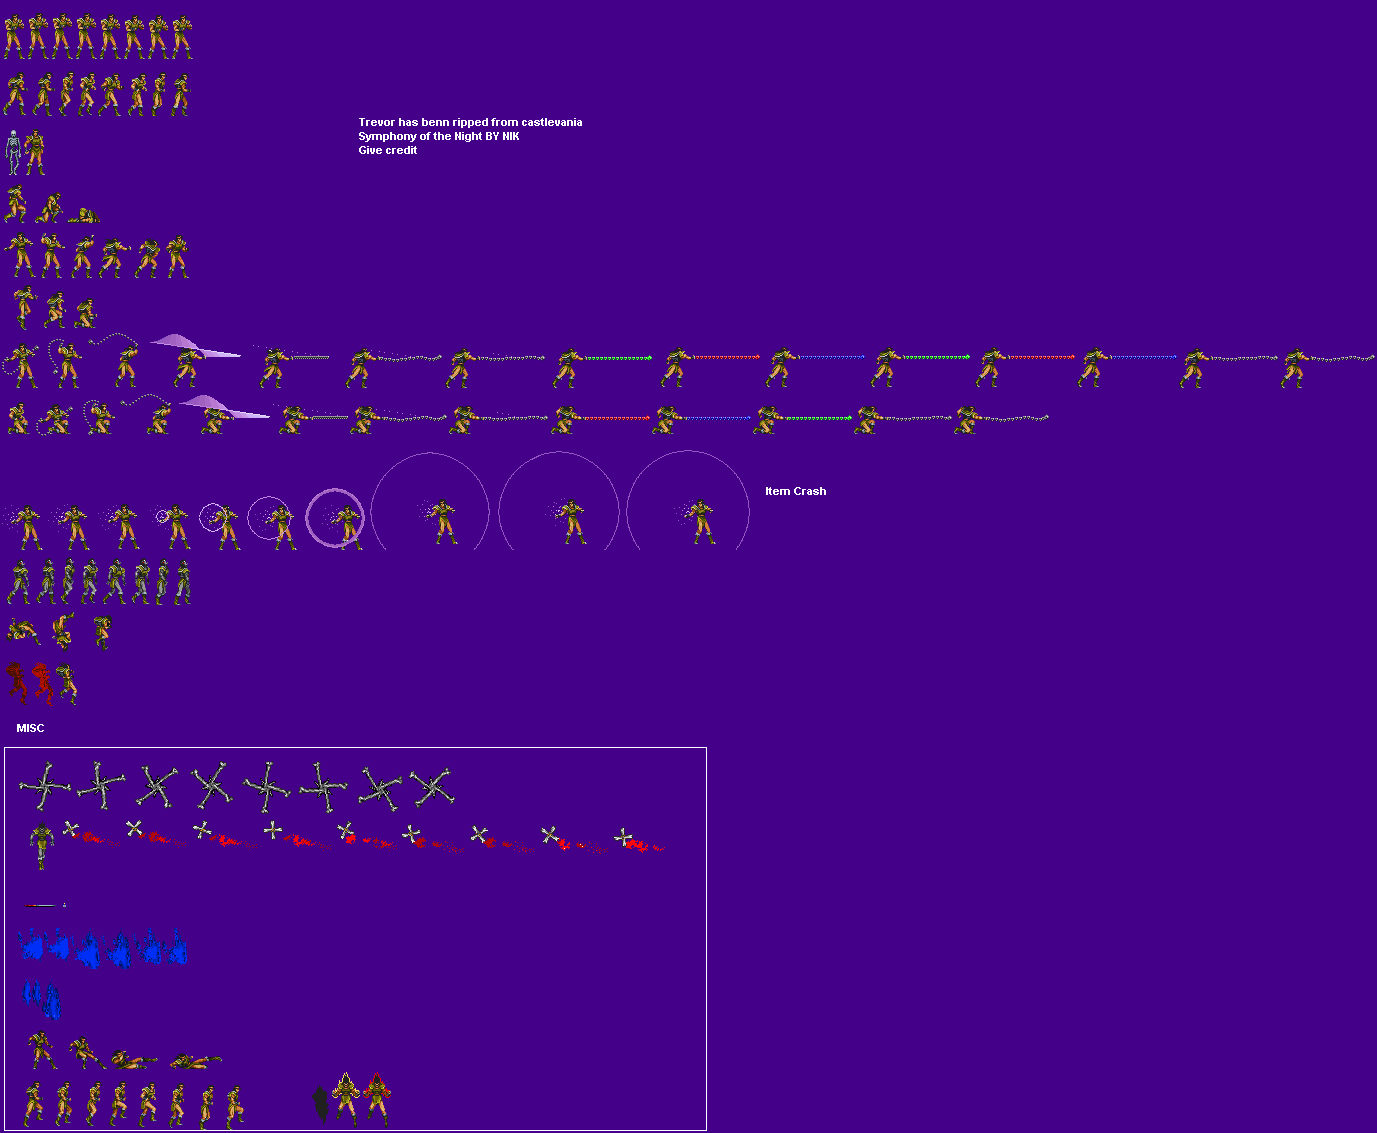 Trevor has benn ripped from castlevania
Symphony of the Night BY NIK
Give credit
Item Crash
MISC